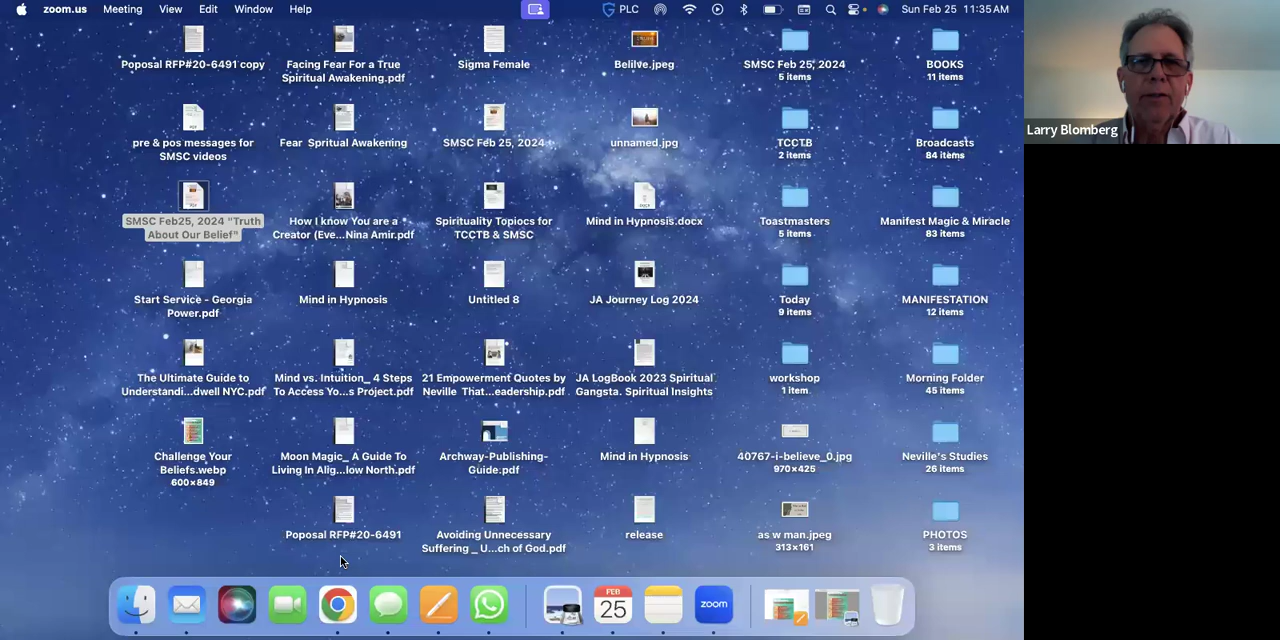 zoom.us Meeting View Edit Window Help PLC Sun Feb 25 11:35 AM
Poposal RFP#20-6491 copy
Facing Fear For a True
Spiritual Awakening.pdf
Sigma Female
Belilve.jpeg
SMSC Feb 25, 2024
5 items
BOOKS
11 items
Larry Blomberg
pre & pos messages for
SMSC videos
Fear Spritual Awakening
SMSC Feb 25, 2024
unnamed.jpg
TCCTB
2 items
Broadcasts
84 items
SMSC Feb25, 2024 "Truth
About Our Belief"
How I know You are a
Creator (Eve...Nina Amir.pdf
Spirituality Topiocs for
TCCTB & SMSC
Mind in Hypnosis.docx
Toastmasters
5 items
Manifest Magic & Miracle
83 items
Start Service - Georgia
Power.pdf
Mind in Hypnosis
Untitled 8
JA Journey Log 2024
Today
9 items
MANIFESTATION
12 items
The Ultimate Guide to
Understandi...dwell NYC.pdf
Mind vs. Intuition_ 4 Steps
To Access Yo...s Project.pdf
21 Empowerment Quotes by
Neville That...eadership.pdf
JA LogBook 2023 Spiritual
Gangsta. Spiritual Insights
workshop
1 item
Morning Folder
45 items
Challenge Your
Beliefs.webp
600×849
Moon Magic_ A Guide To
Living In Alig...low North.pdf
Archway-Publishing-
Guide.pdf
Mind in Hypnosis
40767-i-believe_0.jpg
970×425
Neville's Studies
26 items
Poposal RFP#20-6491
Avoiding Unnecessary
Suffering _ U...ch of God.pdf
release
as w man.jpeg
313×161
PHOTOS
3 items
FEB
25
zoom